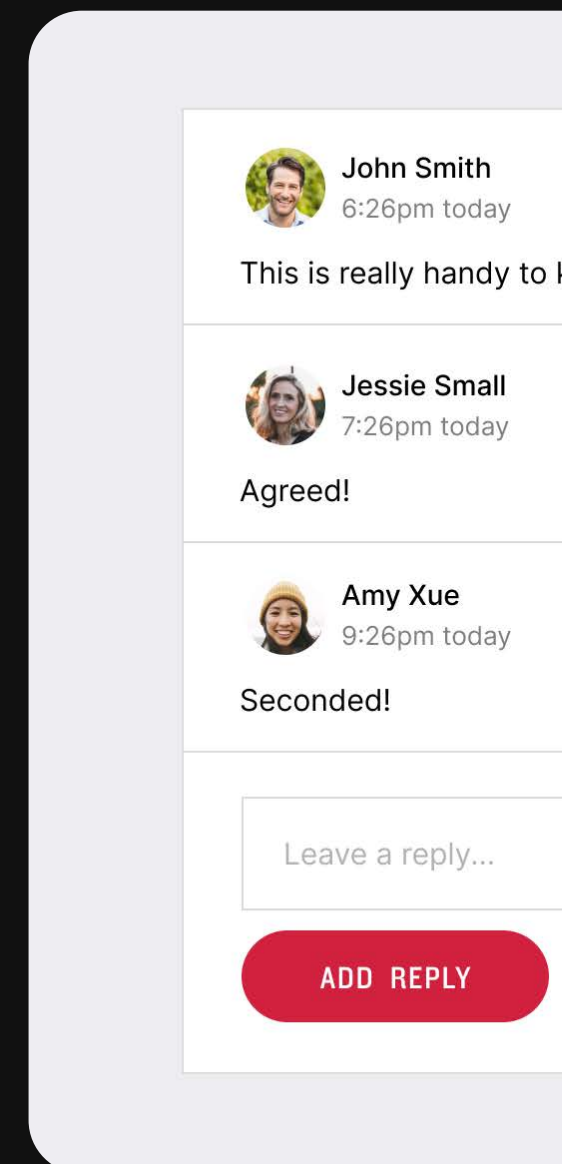 John Smith
6:26pm today
This is really handy to
Jessie Small
7:26pm today
Agreed!
Amy Xue
9:26pm today
Seconded!
Leave a reply...
ADD REPLY